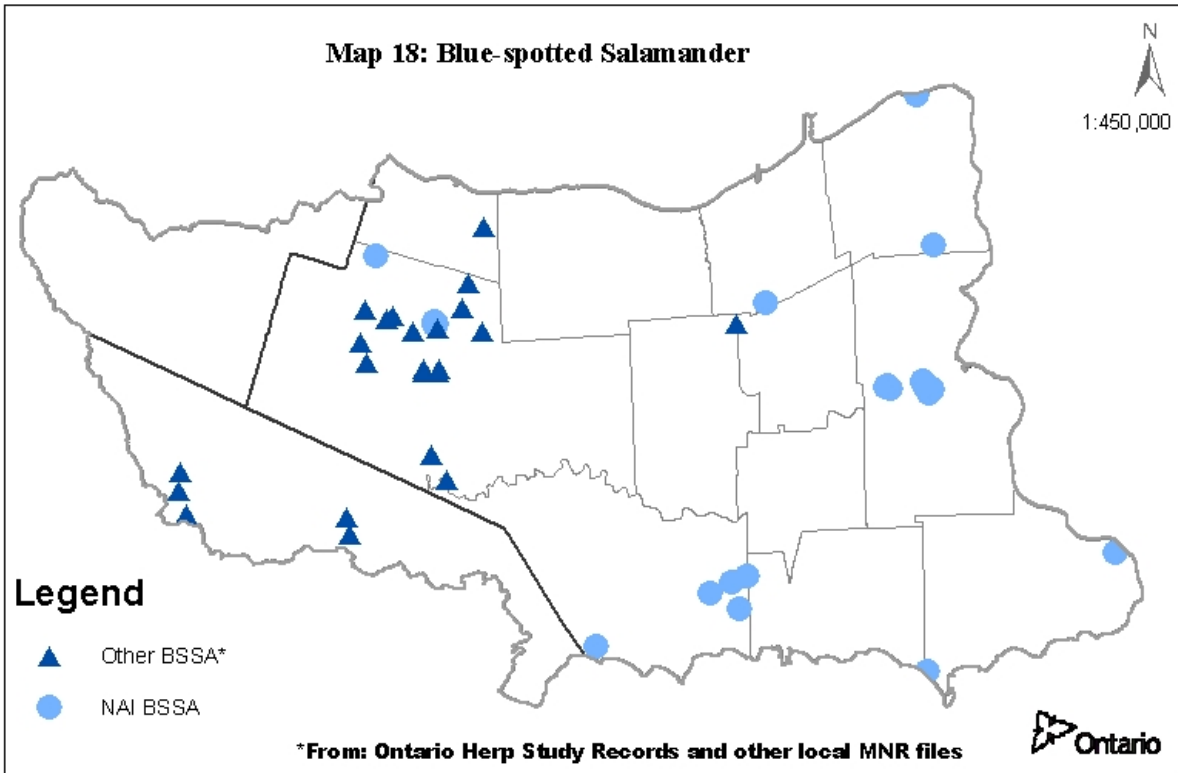 Map 18: Blue-spotted Salamander
N
1:450,000
Legend
Other BSSA*
NAI BSSA
*From: Ontario Herp Study Records and other local MNR files
Ontario